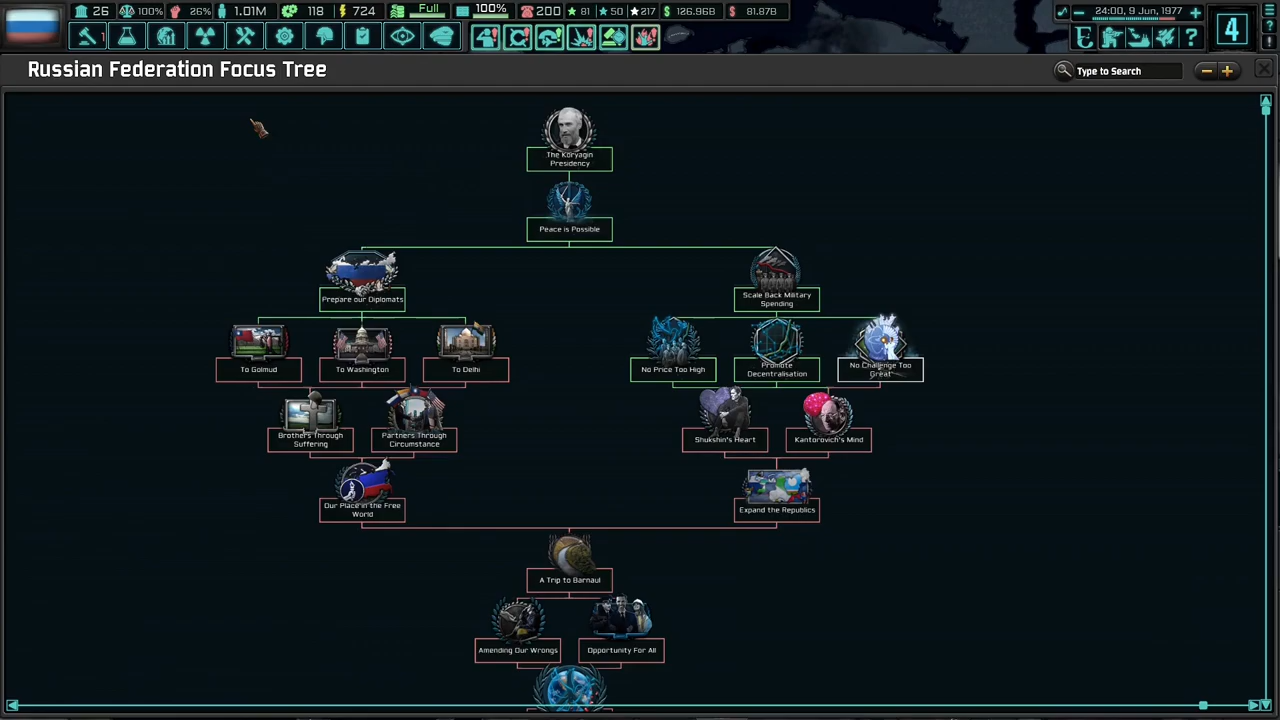 26 100% 26% 1.01M 118 724 Full 100% 200 81 50 217 126.96B 81.87B 24:00, 9 Jun, 1977
4
Russian Federation Focus Tree
Type to Search
The Koryagin
Presidency
Peace is Possible
Prepare our Diplomats
Scale Back Military
Spending
To Golmud
To Washington
To Delhi
No Price Too High
Promote
Decentralisation
No Challenge Too
Great
Brothers Through
Suffering
Partners Through
Circumstance
Shukshin's Heart
Kantorovich's Mind
Our Place in the Free
World
Expand the Republics
A Trip to Barnaul
Amending Our Wrongs
Opportunity For All